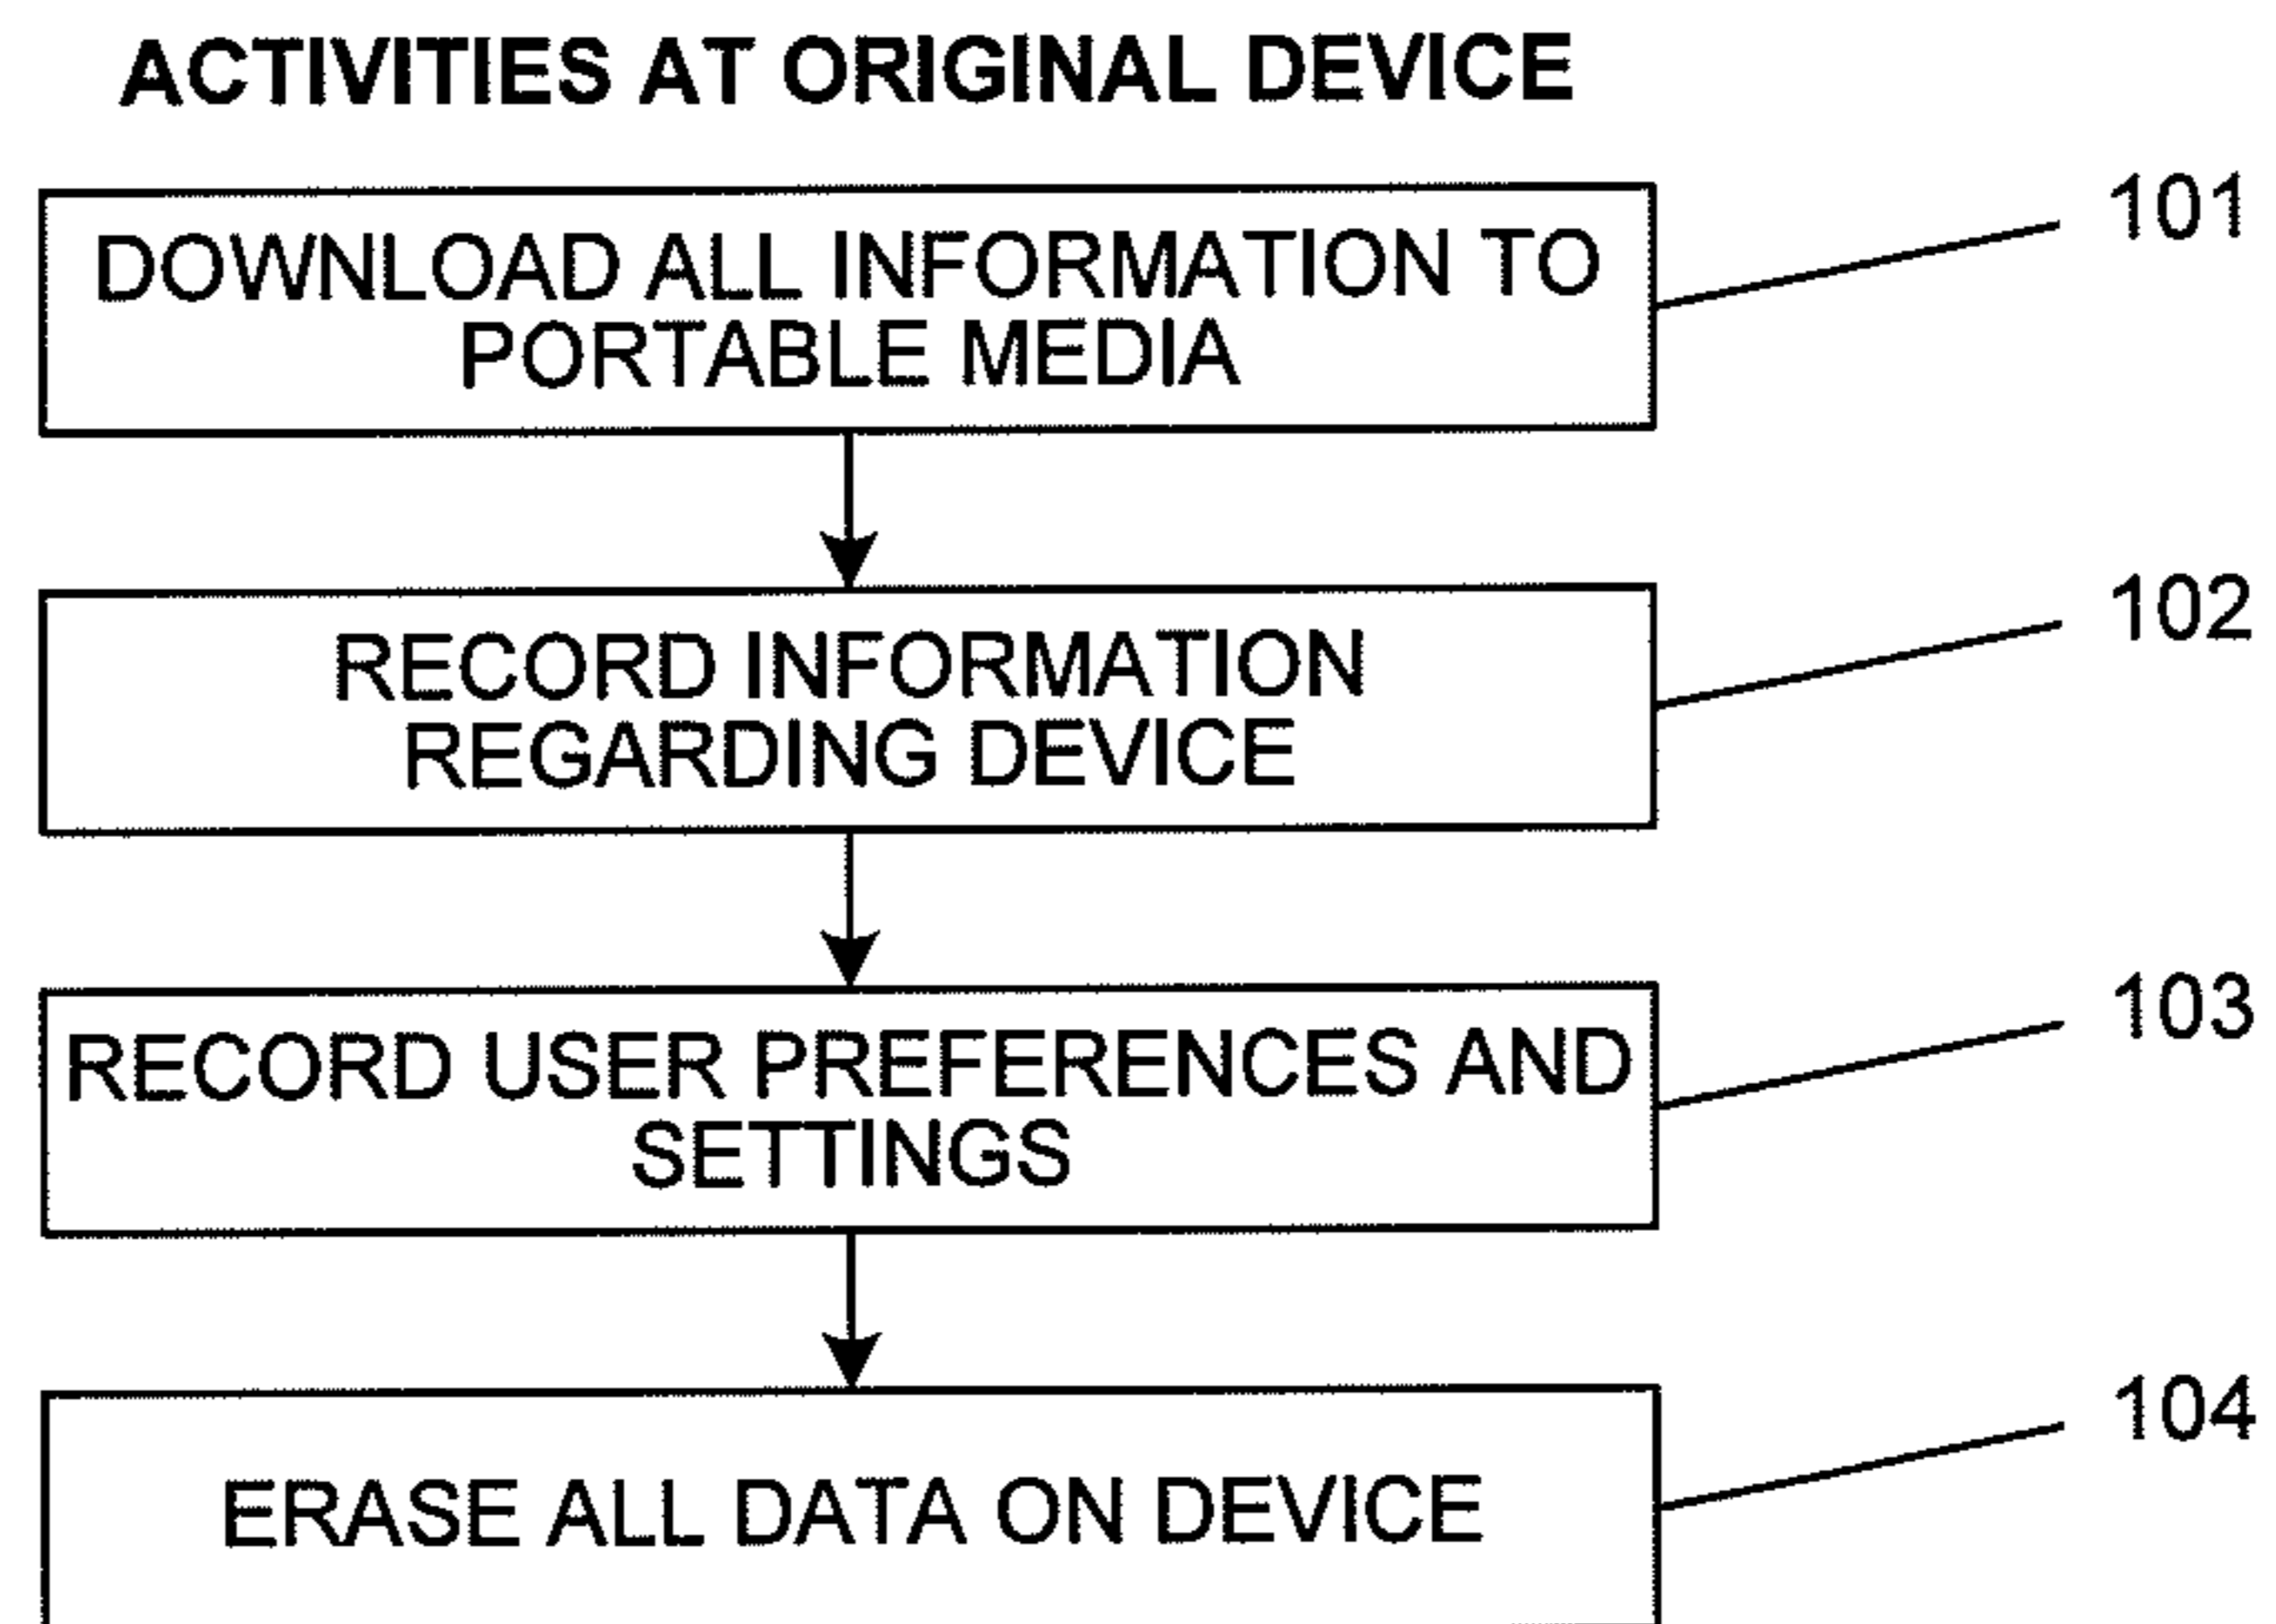 ACTIVITIES AT ORIGINAL DEVICE
DOWNLOAD ALL INFORMATION TO
PORTABLE MEDIA
101
RECORD INFORMATION
REGARDING DEVICE
102
RECORD USER PREFERENCES AND
SETTINGS
103
ERASE ALL DATA ON DEVICE
104